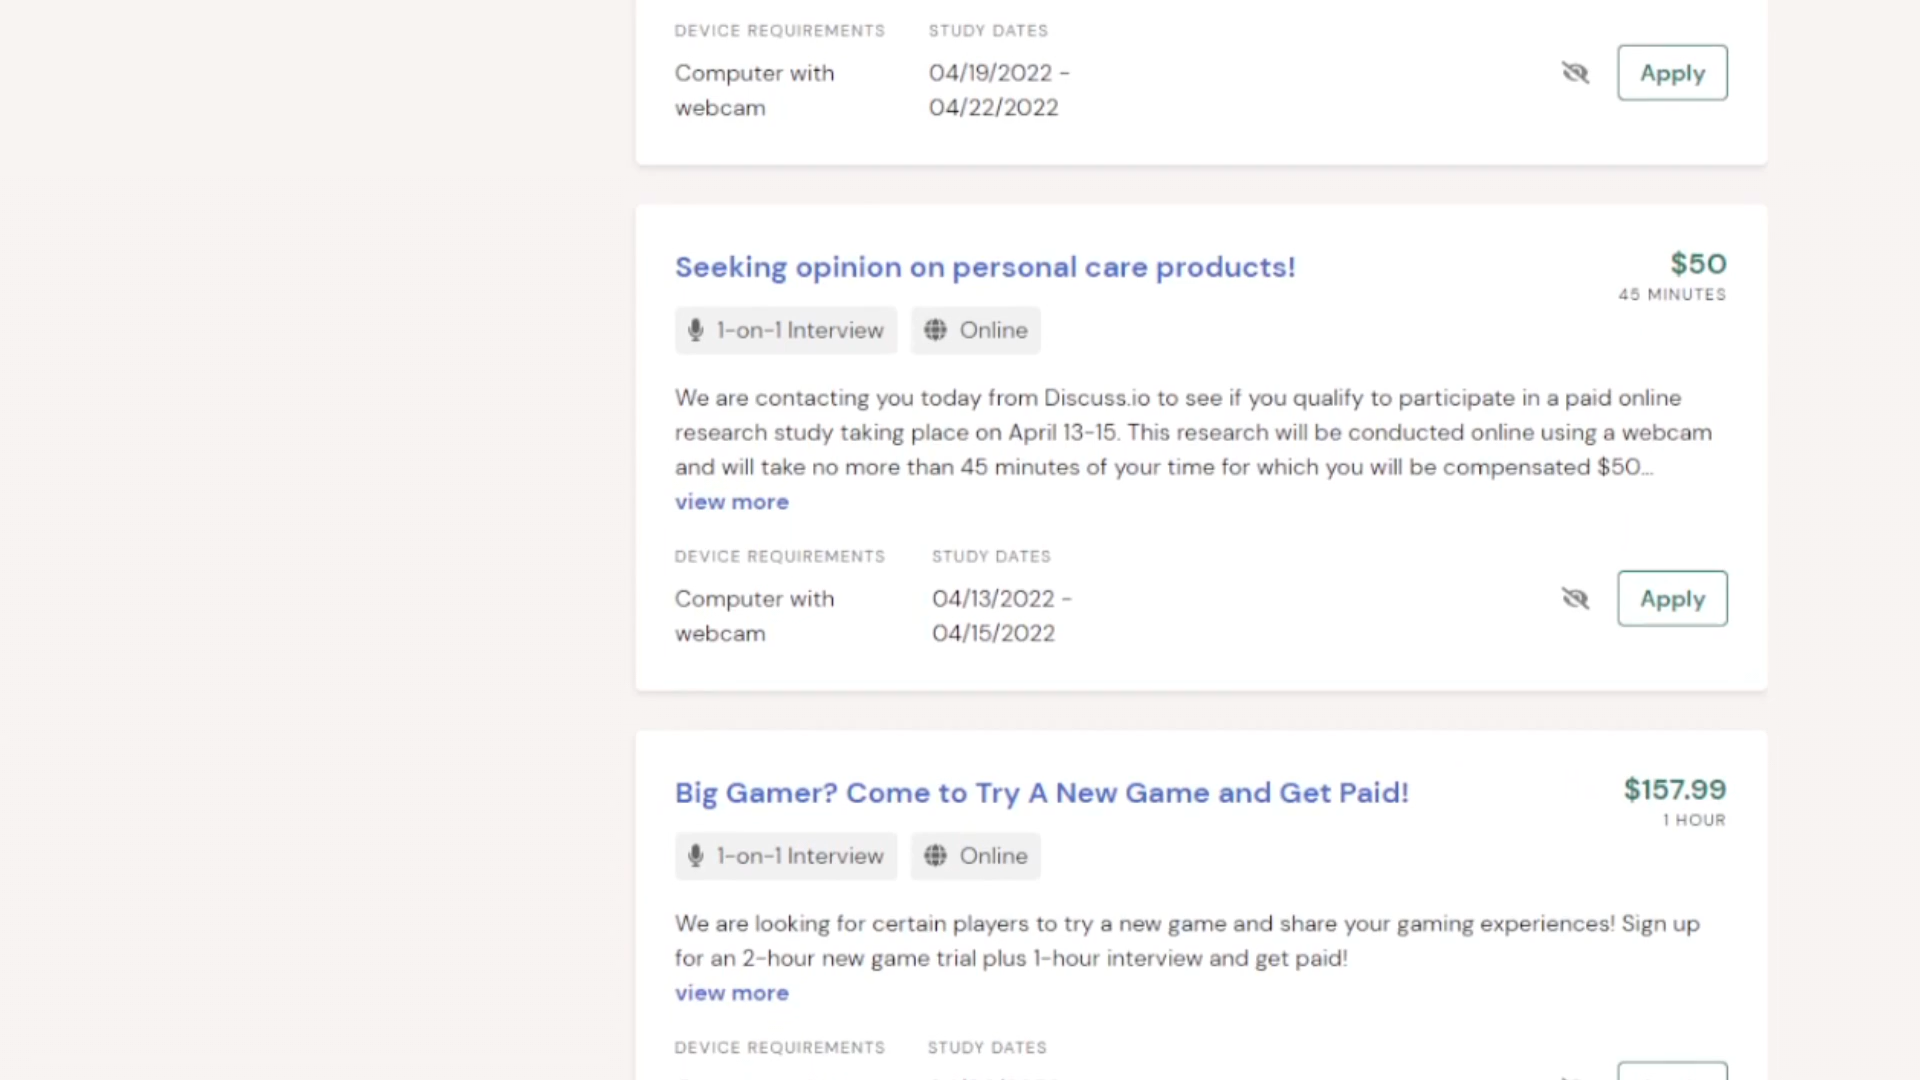 DEVICE REQUIREMENTS STUDY DATES
Computer with 04/19/2022 -
webcam 04/22/2022
Apply
Seeking opinion on personal care products!
$50
45 MINUTES
1-on-1 Interview Online
We are contacting you today from Discuss.io to see if you qualify to participate in a paid online
research study taking place on April 13-15. This research will be conducted online using a webcam
and will take no more than 45 minutes of your time for which you will be compensated $50...
view more
DEVICE REQUIREMENTS STUDY DATES
Computer with 04/13/2022 -
webcam 04/15/2022
Apply
Big Gamer? Come to Try A New Game and Get Paid!
$157.99
1 HOUR
1-on-1 Interview Online
We are looking for certain players to try a new game and share your gaming experiences! Sign up
for an 2-hour new game trial plus 1-hour interview and get paid!
view more
DEVICE REQUIREMENTS STUDY DATES